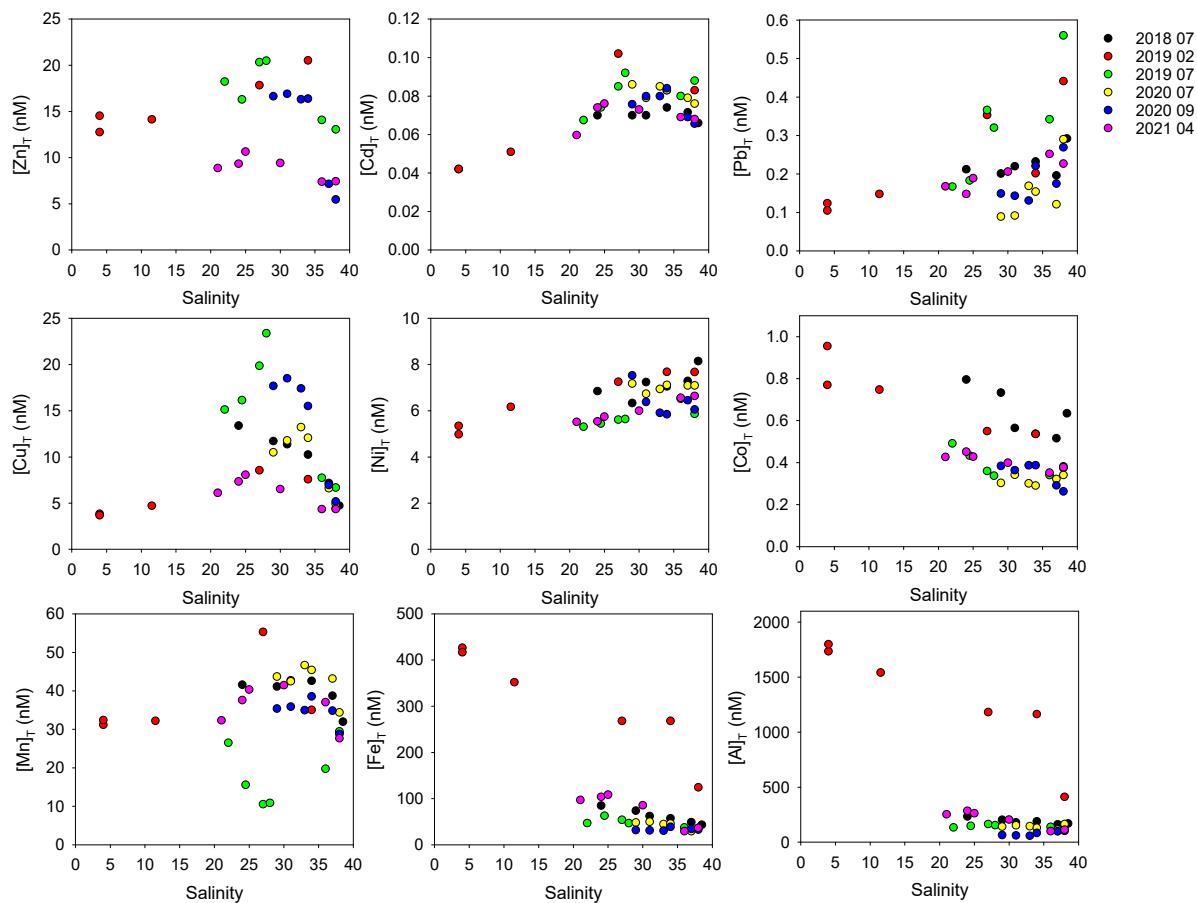 25
20
15
10
5
0
0 5 10 15 20 25 30 35 40
Salinity
[Zn]T (nM)
0.12
0.10
0.08
0.06
0.04
0.02
0.00
0 5 10 15 20 25 30 35 40
Salinity
[Cd]T (nM)
0.6
0.5
0.4
0.3
0.2
0.1
0.0
0 5 10 15 20 25 30 35 40
Salinity
[Pb]T (nM)
2018 07
2019 02
2019 07
2020 07
2020 09
2021 04
25
20
15
10
5
0
0 5 10 15 20 25 30 35 40
Salinity
[Cu]T (nM)
10
8
6
4
2
0
0 5 10 15 20 25 30 35 40
Salinity
[Ni]T (nM)
1.0
0.8
0.6
0.4
0.2
0.0
0 5 10 15 20 25 30 35 40
Salinity
[Co]T (nM)
60
50
40
30
20
10
0
0 5 10 15 20 25 30 35 40
Salinity
[Mn]T (nM)
500
400
300
200
100
0
0 5 10 15 20 25 30 35 40
Salinity
[Fe]T (nM)
2000
1500
1000
500
0
0 5 10 15 20 25 30 35 40
Salinity
[Al]T (nM)